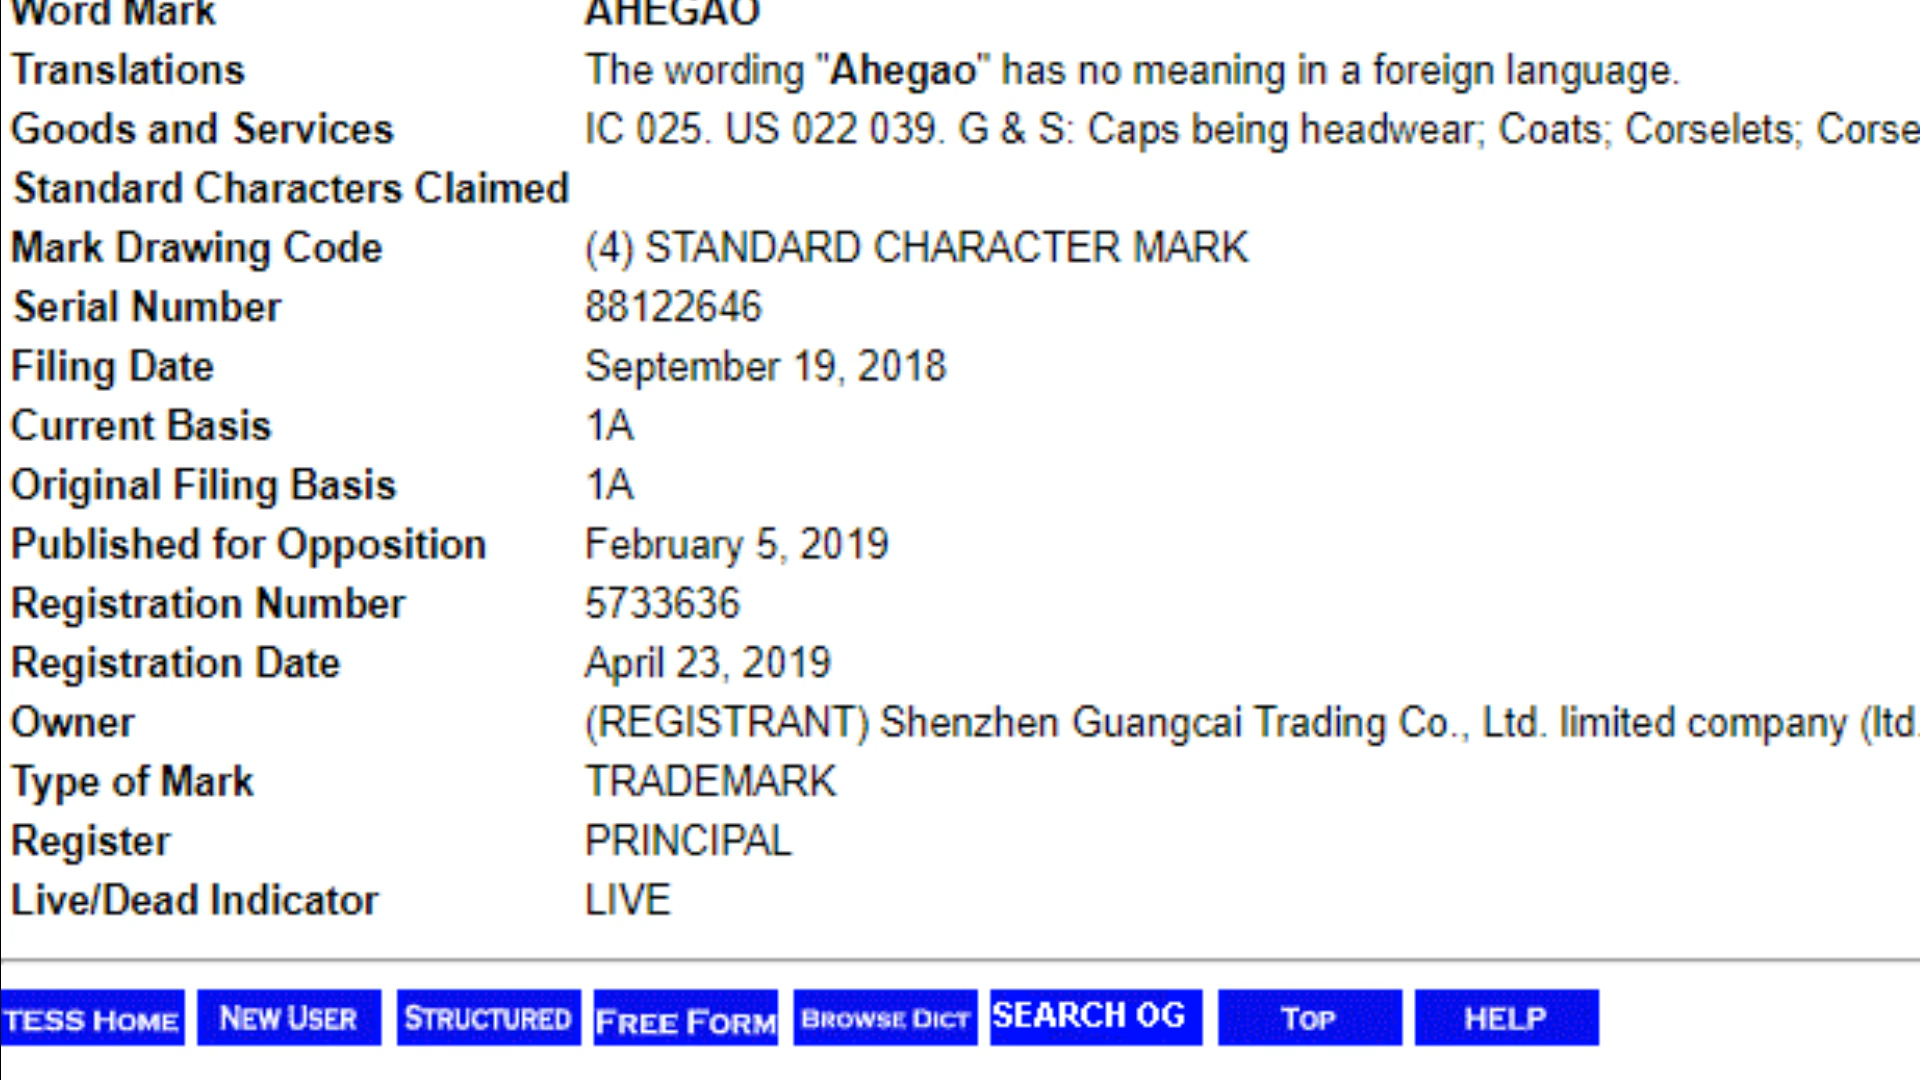 Word Mark AHEGAO
Translations The wording "Ahegao" has no meaning in a foreign language.
Goods and Services IC 025. US 022 039. G & S: Caps being headwear; Coats; Corselets; Corse
Standard Characters Claimed
Mark Drawing Code (4) STANDARD CHARACTER MARK
Serial Number 88122646
Filing Date September 19, 2018
Current Basis 1A
Original Filing Basis 1A
Published for Opposition February 5, 2019
Registration Number 5733636
Registration Date April 23, 2019
Owner (REGISTRANT) Shenzhen Guangcai Trading Co., Ltd. limited company (ltd.
Type of Mark TRADEMARK
Register PRINCIPAL
Live/Dead Indicator LIVE
TESS HOME NEW USER STRUCTURED FREE FORM BROWSE DICT SEARCH OG TOP HELP